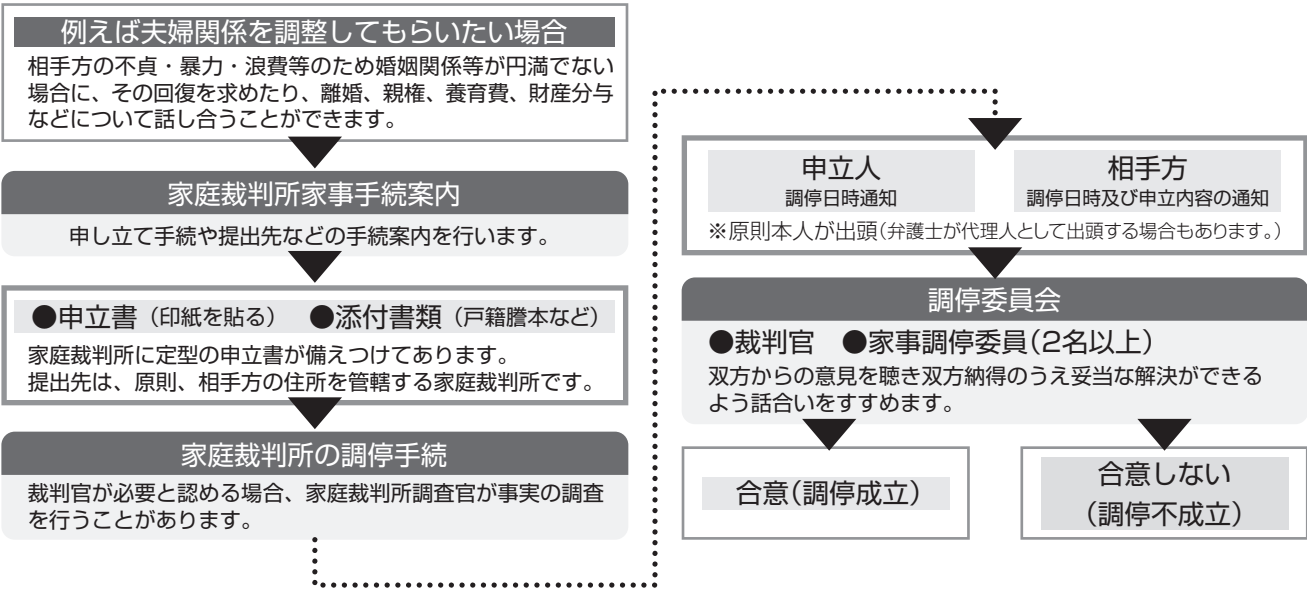 例えば夫婦関係を調整してもらいたい場合
相手方の不貞・暴力・浪費等のため婚姻関係等が円満でない
場合に、その回復を求めたり、離婚、親権、養育費、財産分与
などについて話し合うことができます。
家庭裁判所家事手続案内
申し立て手続や提出先などの手続案内を行います。
●申立書（印紙を貼る） ●添付書類（戸籍謄本など）
家庭裁判所に定型の申立書が備えつけてあります。
提出先は、原則、相手方の住所を管轄する家庭裁判所です。
家庭裁判所の調停手続
裁判官が必要と認める場合、家庭裁判所調査官が事実の調査
を行うことがあります。
申立人
調停日時通知
相手方
調停日時及び申立内容の通知
※原則本人が出頭（弁護士が代理人として出頭する場合もあります。）
調停委員会
●裁判官 ●家事調停委員（2名以上）
双方からの意見を聴き双方納得のうえ妥当な解決ができる
よう話合いをすすめます。
合意（調停成立）
合意しない
（調停不成立）